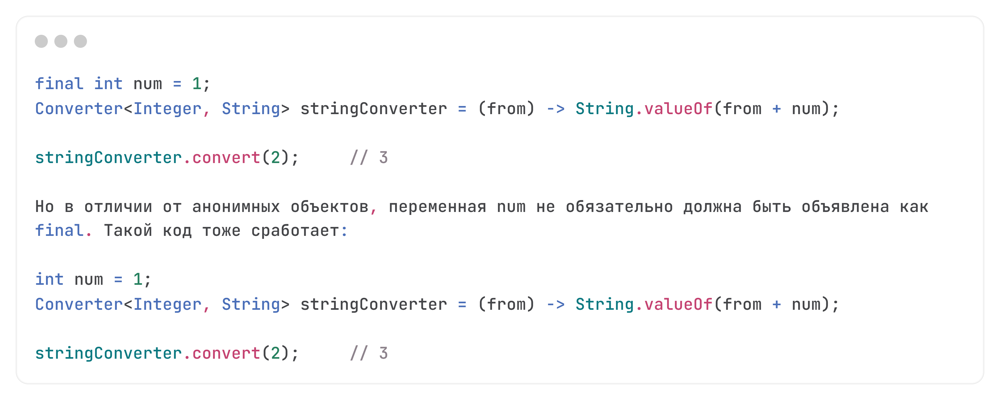 final int num = 1;
Converter<Integer, String> stringConverter = (from) -> String.valueOf(from + num);
stringConverter.convert(2);     // 3
Но в отличии от анонимных объектов, переменная num не обязательно должна быть объявлена как
final. Такой код тоже сработает:
int num = 1;
Converter<Integer, String> stringConverter = (from) -> String.valueOf(from + num);
stringConverter.convert(2);     // 3